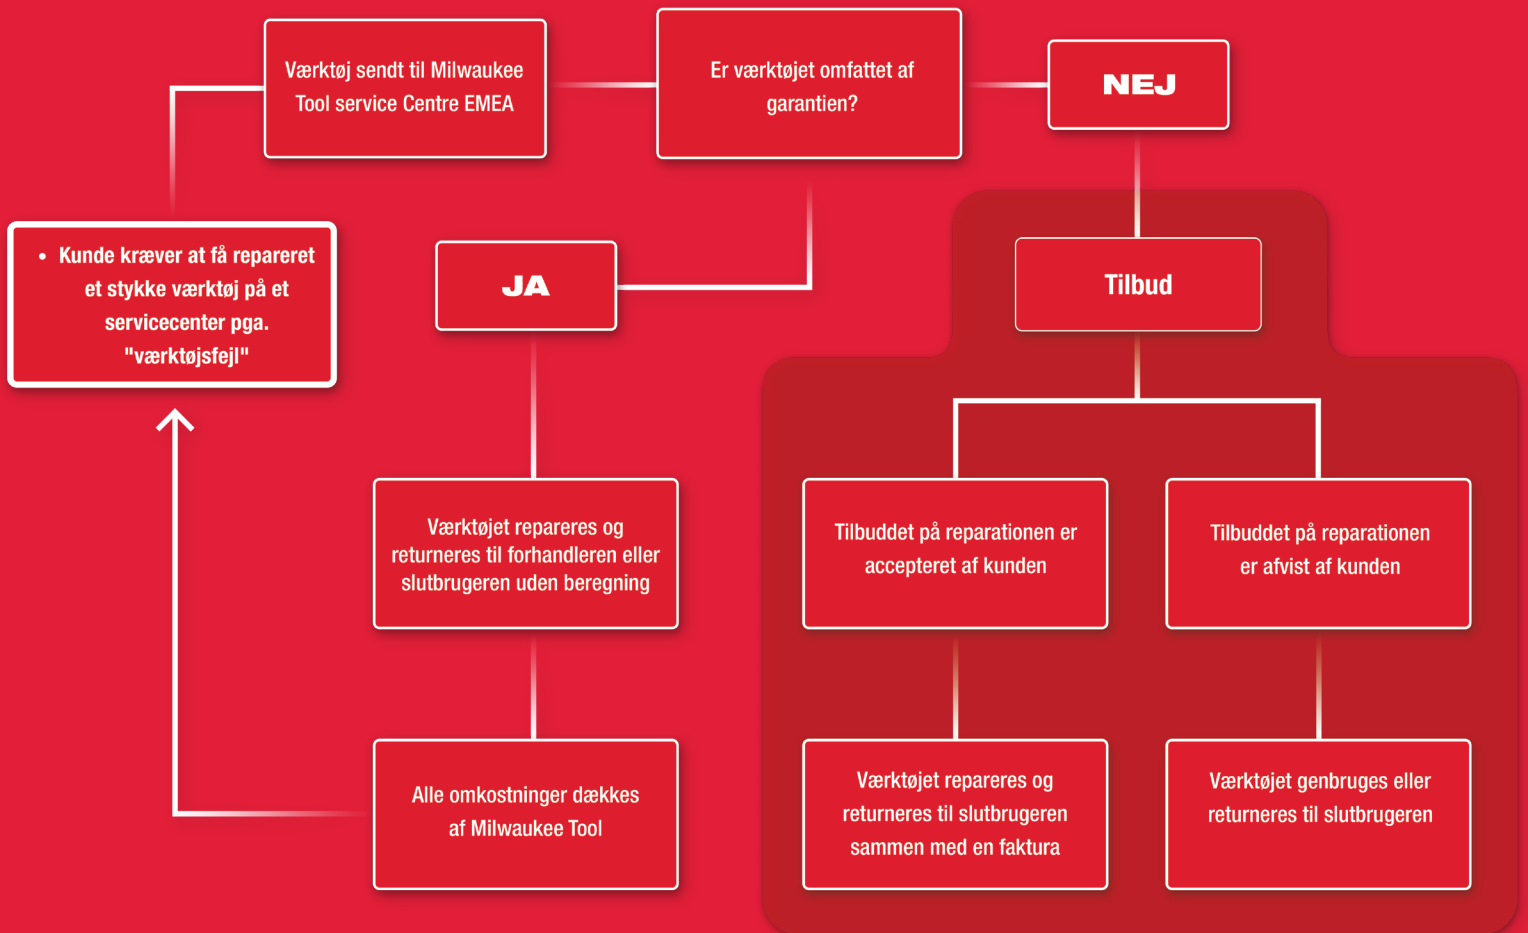 Værktøj sendt til Milwaukee
Tool service Centre EMEA
Er værktøjet omfattet af
garantien?
NEJ
• Kunde kræver at få repareret
et stykke værktøj på et
servicecenter pga.
"værktøjsfejl"
JA
Tilbud
Værktøjet repareres og
returneres til forhandleren eller
slutbrugeren uden beregning
Tilbuddet på reparationen er
accepteret af kunden
Tilbuddet på reparationen
er afvist af kunden
Alle omkostninger dækkes
af Milwaukee Tool
Værktøjet repareres og
returneres til slutbrugeren
sammen med en faktura
Værktøjet genbruges eller
returneres til slutbrugeren